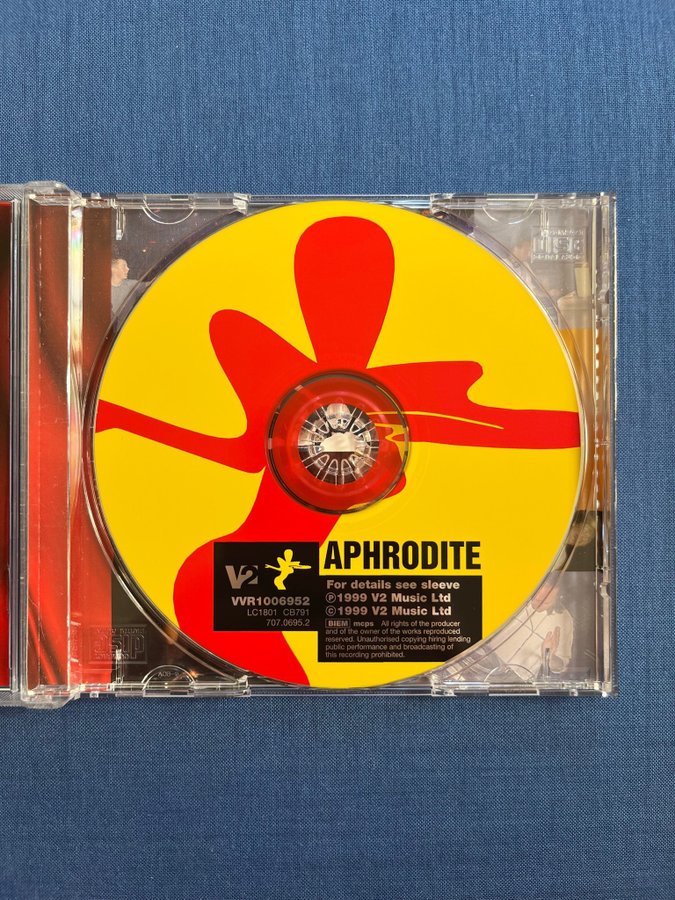 APHRODITE
V2
VVR1006952
LC1801 CB791
707.0695.2
For details see sleeve
Ⓟ1999 V2 Music Ltd
©1999 V2 Music Ltd
BIEM mcps All rights of the producer
and of the owner of the works reproduced
reserved. Unauthorised copying hiring lending
public performance and broadcasting of
this recording prohibited.